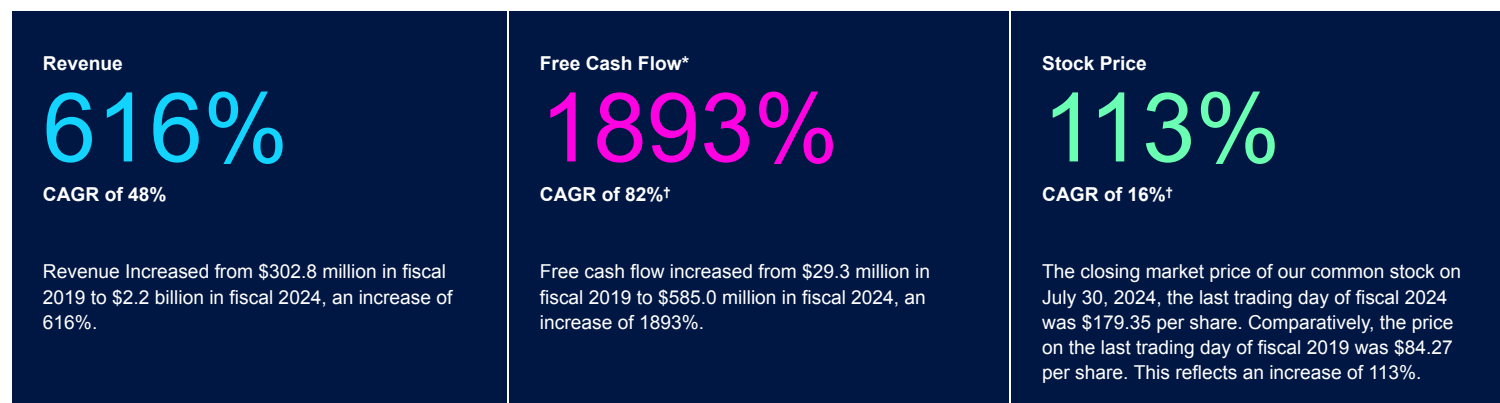 Revenue
616%
CAGR of 48%
Revenue Increased from $302.8 million in fiscal
2019 to $2.2 billion in fiscal 2024, an increase of
616%.
Free Cash Flow*
1893%
CAGR of 82%†
Free cash flow increased from $29.3 million in
fiscal 2019 to $585.0 million in fiscal 2024, an
increase of 1893%.
Stock Price
113%
CAGR of 16%†
The closing market price of our common stock on
July 30, 2024, the last trading day of fiscal 2024
was $179.35 per share. Comparatively, the price
on the last trading day of fiscal 2019 was $84.27
per share. This reflects an increase of 113%.